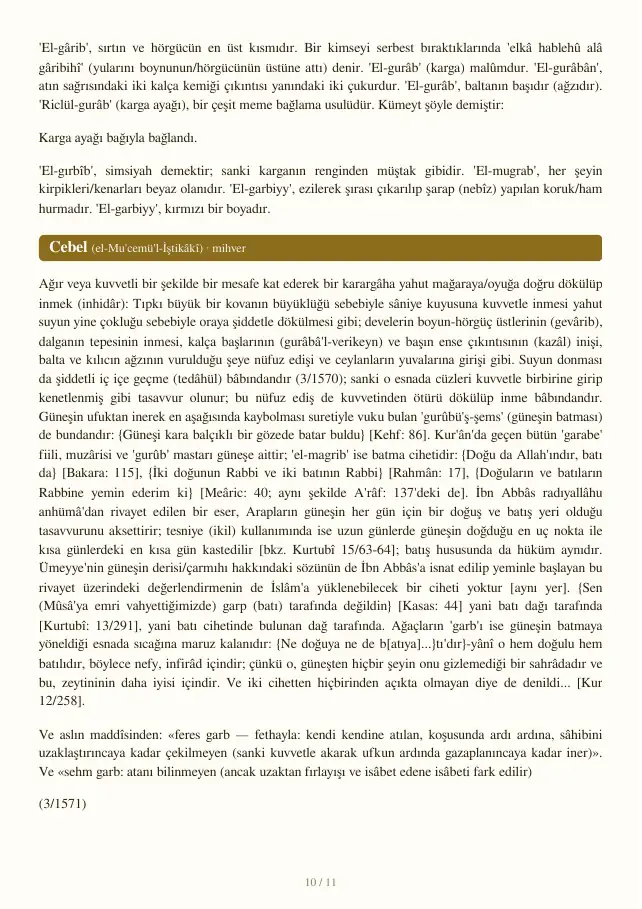 'El-gârib', sırtın ve hörgücün en üst kısmıdır. Bir kimseyi serbest bıraktıklarında 'elkâ hablehû alâ
gâribihî' (yularını boynunun/hörgücünün üstüne attı) denir. 'El-gurâb' (karga) malûmdur. 'El-gurâbân',
atın sağrısındaki iki kalça kemiği çıkıntısı yanındaki iki çukurdur. 'El-gurâb', baltanın başıdır (ağzıdır).
'Riclül-gurâb' (karga ayağı), bir çeşit meme bağlama usulüdür. Kümeyt şöyle demiştir:
Karga ayağı bağıyla bağlandı.
'El-gırbîb', simsiyah demektir; sanki karganın renginden müştak gibidir. 'El-mugrab', her şeyin
kirpikleri/kenarları beyaz olanıdır. 'El-garbiyy', ezilerek şırası çıkarılıp şarap (nebîz) yapılan koruk/ham
hurmadır. 'El-garbiyy', kırmızı bir boyadır.
Cebel (el-Mu'cemü'l-İştikâkî) · mihver
Ağır veya kuvvetli bir şekilde bir mesafe kat ederek bir karargâha yahut mağaraya/oyuğa doğru dökülüp
inmek (inhidâr): Tıpkı büyük bir kovanın büyüklüğü sebebiyle sâniye kuyusuna kuvvetle inmesi yahut
suyun yine çokluğu sebebiyle oraya şiddetle dökülmesi gibi; develerin boyun-hörgüç üstlerinin (gevârib),
dalganın tepesinin inmesi, kalça başlarının (gurâbâ'l-verikeyn) ve başın ense çıkıntısının (kazâl) inişi,
balta ve kılıcın ağzının vurulduğu şeye nüfuz edişi ve ceylanların yuvalarına girişi gibi. Suyun donması
da şiddetli iç içe geçme (tedâhül) bâbındandır (3/1570); sanki o esnada cüzleri kuvvetle birbirine girip
kenetlenmiş gibi tasavvur olunur; bu nüfuz ediş de kuvvetinden ötürü dökülüp inme bâbındandır.
Güneşin ufuktan inerek en aşağısında kaybolması suretiyle vuku bulan 'gurûbü'ş-şems' (güneşin batması)
de bundandır: {Güneşi kara balçıklı bir gözede batar buldu} [Kehf: 86]. Kur'ân'da geçen bütün 'garabe'
fiili, muzârisi ve 'gurûb' mastarı güneşe aittir; 'el-magrib' ise batma cihetidir: {Doğu da Allah'ındır, batı
da} [Bakara: 115], {İki doğunun Rabbi ve iki batının Rabbi} [Rahmân: 17], {Doğuların ve batıların
Rabbine yemin ederim ki} [Meâric: 40; aynı şekilde A'râf: 137'deki de]. İbn Abbâs radıyallâhu
anhümâ'dan rivayet edilen bir eser, Arapların güneşin her gün için bir doğuş ve batış yeri olduğu
tasavvurunu aksettirir; tesniye (ikil) kullanımında ise uzun günlerde güneşin doğduğu en uç nokta ile
kısa günlerdeki en kısa gün kastedilir [bkz. Kurtubî 15/63-64]; batış hususunda da hüküm aynıdır.
Ümeyye'nin güneşin derisi/çarmıhı hakkındaki sözünün de İbn Abbâs'a isnat edilip yeminle başlayan bu
rivayet üzerindeki değerlendirmenin de İslâm'a yüklenebilecek bir ciheti yoktur [aynı yer]. {Sen
(Mûsâ'ya emri vahyettiğimizde) garp (batı) tarafında değildin} [Kasas: 44] yani batı dağı tarafında
[Kurtubî: 13/291], yani batı cihetinde bulunan dağ tarafında. Ağaçların 'garb'ı ise güneşin batmaya
yöneldiği esnada sıcağına maruz kalanıdır: {Ne doğuya ne de b[atıya]...}tı'dır}-yânî o hem doğulu hem
batılıdır, böylece nefy, infirâd içindir; çünkü o, güneşten hiçbir şeyin onu gizlemediği bir sahrâdadır ve
bu, zeytininin daha iyisi içindir. Ve iki cihetten hiçbirinden açıkta olmayan diye de denildi... [Kur
12/258].
Ve aslın maddîsinden: «feres garb — fethayla: kendi kendine atılan, koşusunda ardı ardına, sâhibini
uzaklaştırıncaya kadar çekilmeyen (sanki kuvvetle akarak ufkun ardında gazaplanıncaya kadar iner)».
Ve «sehm garb: atanı bilinmeyen (ancak uzaktan fırlayışı ve isâbet edene isâbeti fark edilir)
(3/1571)
10 / 11